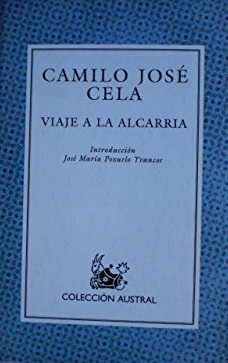 CAMILO JOSÉ
CELA
VIAJE A LA ALCARRIA
Introducción
José María Pozuelo Yvancos
COLECCIÓN AUSTRAL